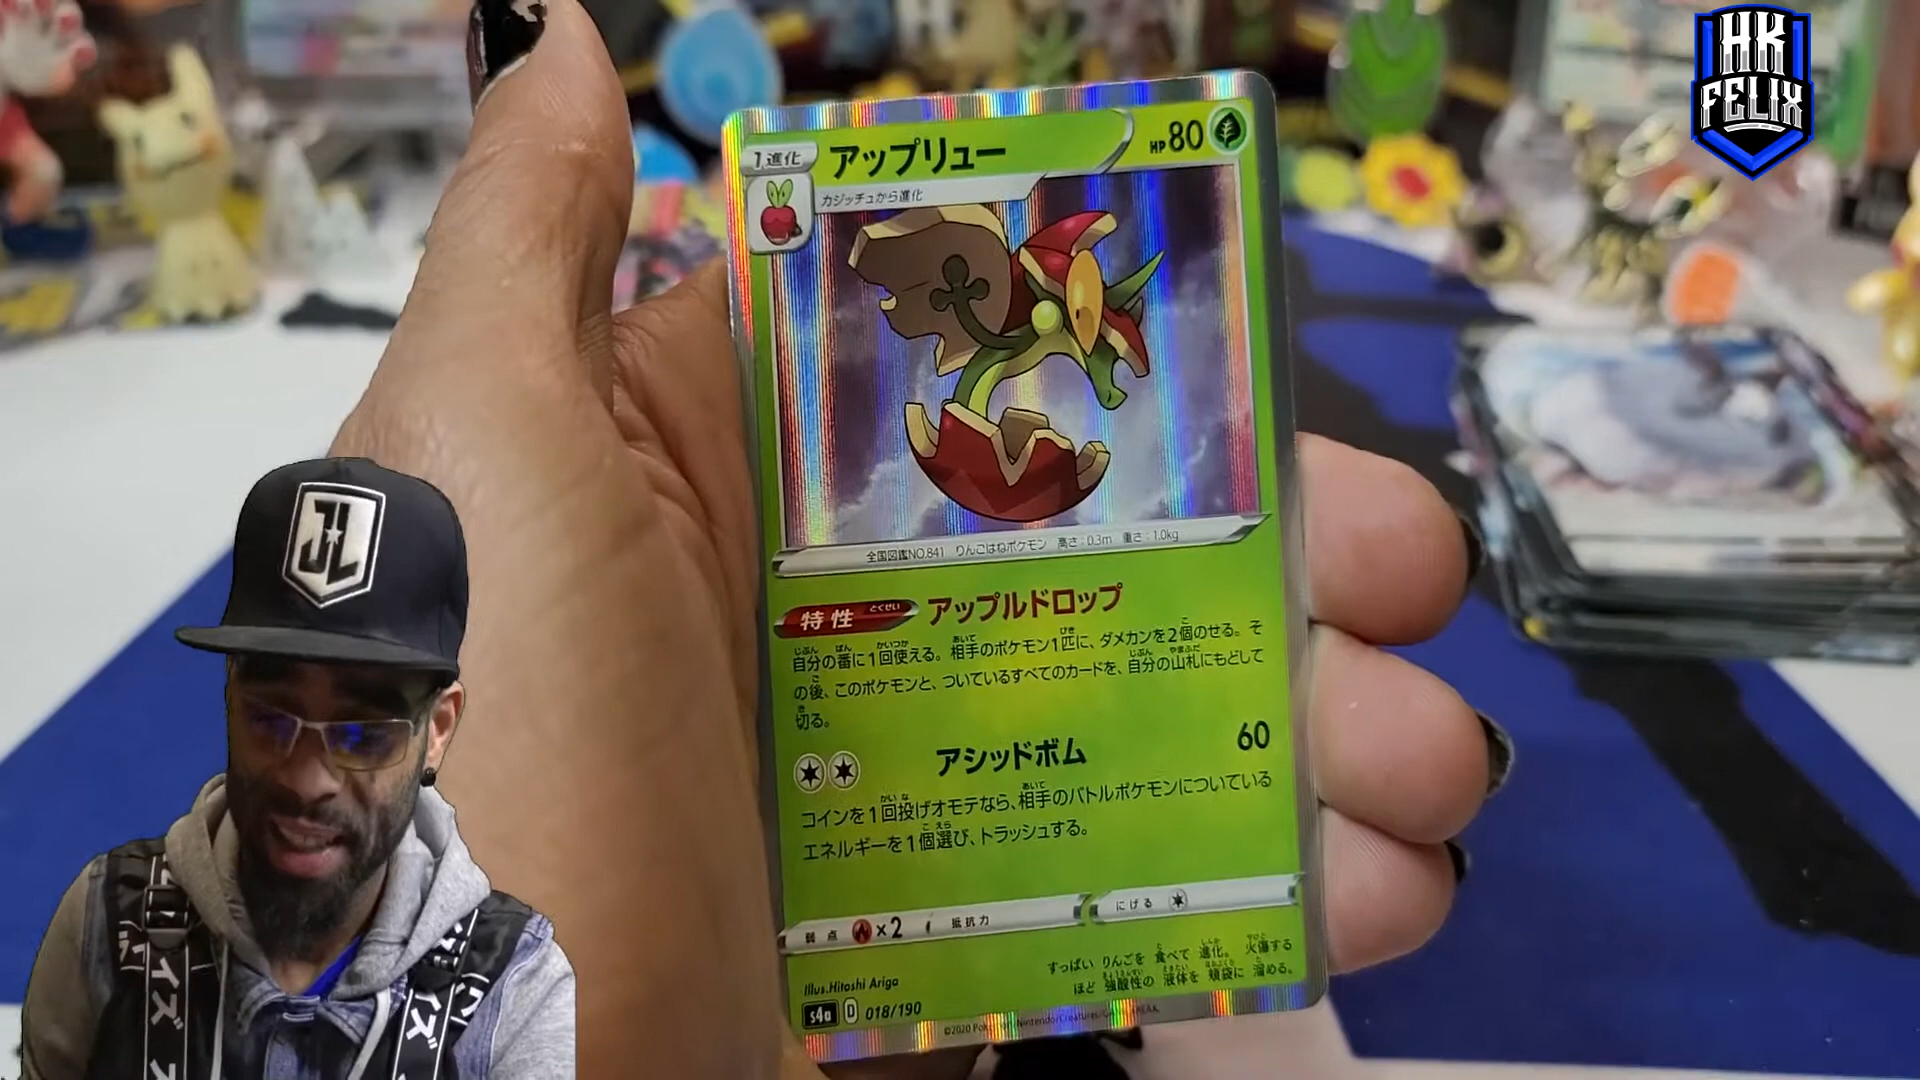 HK
FELIX
1進化
アップリュー
HP80
カジッチュから進化
全国図鑑NO.841 りんごはねポケモン 高さ:0.3m 重さ:1.0kg
特性
とくせい
アップルドロップ
自分の番に1回使える。相手のポケモン1匹に、ダメカンを2個のせる。そ
の後、このポケモンと、ついているすべてのカードを、自分の山札にもどして
切る。
アシッドボム
60
コインを1回投げオモテなら、相手のバトルポケモンについている
エネルギーを1個選び、トラッシュする。
弱点
×2
抵抗力
にげる
すっぱい りんごを 食べて 進化。 火傷する
ほど 強酸性の 液体を 頬袋に 溜める。
Illus.Hitoshi Ariga
s4a D 018/190
JL
イズ
イズ